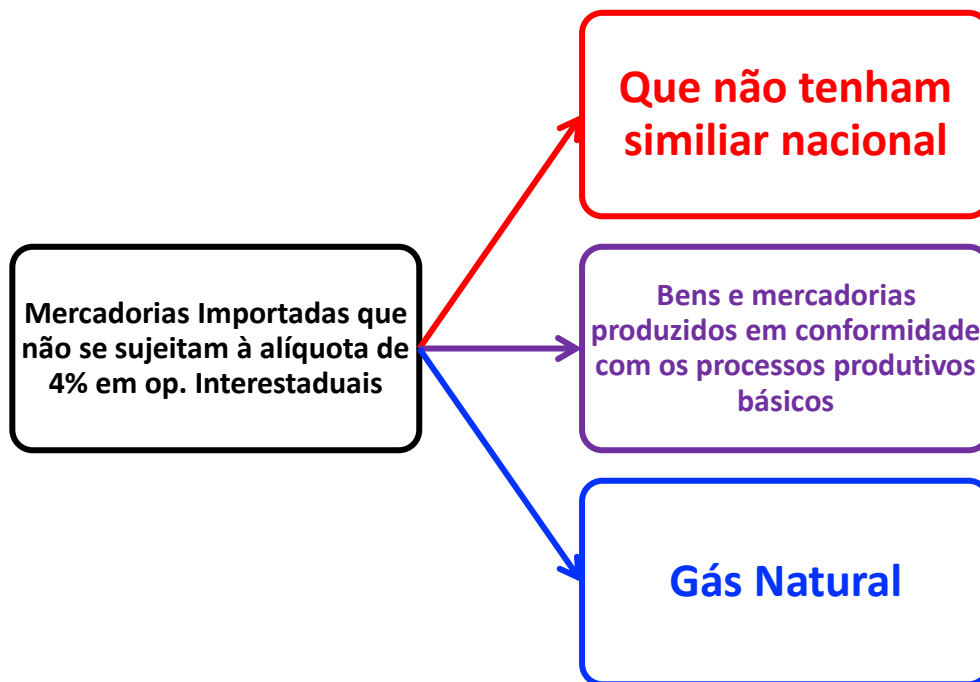 Que não tenham
similiar nacional
Mercadorias Importadas que
não se sujeitam à alíquota de
4% em op. Interestaduais
Bens e mercadorias
produzidos em conformidade
com os processos produtivos
básicos
Gás Natural